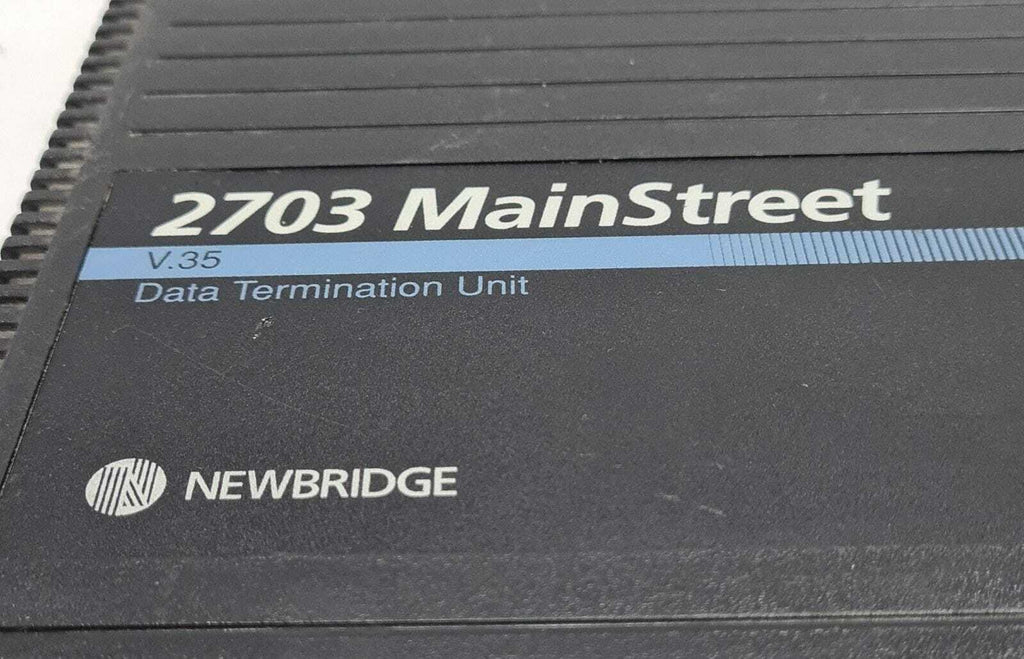 2703 MainStreet
V.35
Data Termination Unit
NEWBRIDGE